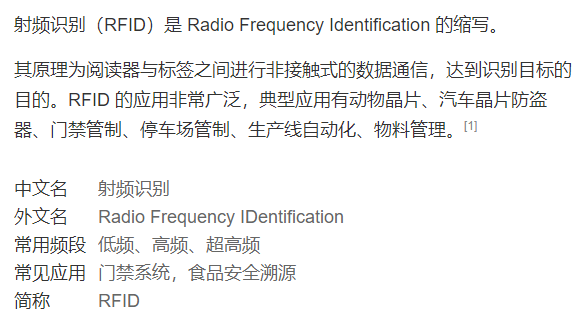 射频识别（RFID）是 Radio Frequency Identification 的缩写。
其原理为阅读器与标签之间进行非接触式的数据通信，达到识别目标的
目的。RFID 的应用非常广泛，典型应用有动物晶片、汽车晶片防盗
器、门禁管制、停车场管制、生产线自动化、物料管理。[1]
中文名 射频识别
外文名 Radio Frequency IDentification
常用频段 低频、高频、超高频
常见应用 门禁系统，食品安全溯源
简称 RFID